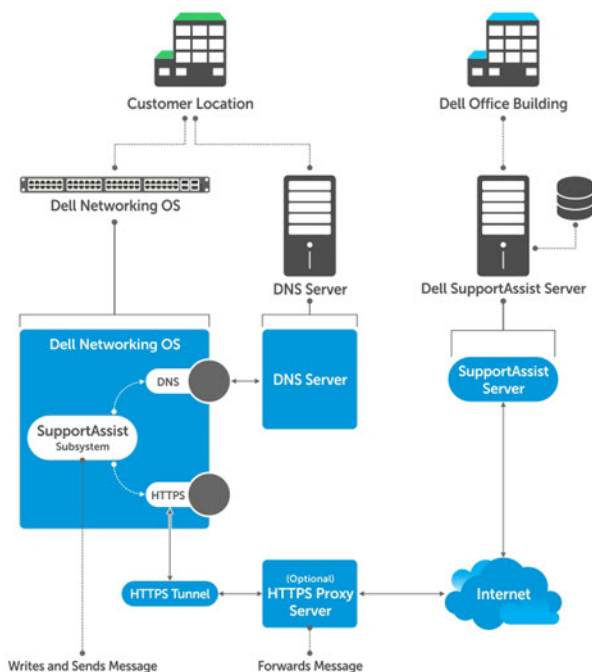 Customer Location
Dell Office Building
Dell Networking OS
DNS Server
Dell SupportAssist Server
Dell Networking OS
DNS
DNS Server
SupportAssist
Server
SupportAssist
Subsystem
HTTPS
HTTPS Tunnel
(Optional)
HTTPS Proxy
Server
Internet
Writes and Sends Message
Forwards Message